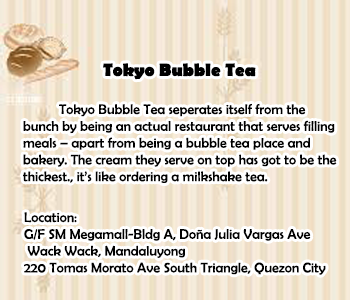 Tokyo Bubble Tea
Tokyo Bubble Tea seperates itself from the
bunch by being an actual restaurant that serves filling
meals – apart from being a bubble tea place and
bakery. The cream they serve on top has got to be the
thickest., it's like ordering a milkshake tea.
Location:
G/F SM Megamall-Bldg A, Doña Julia Vargas Ave
Wack Wack, Mandaluyong
220 Tomas Morato Ave South Triangle, Quezon City